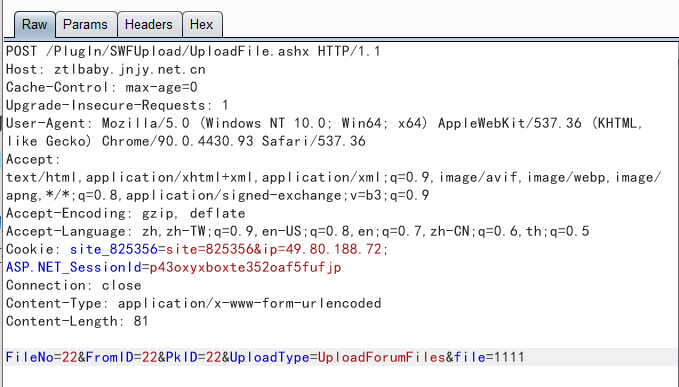 Raw Params Headers Hex
POST /PlugIn/SWFUpload/UploadFile.ashx HTTP/1.1
Host: ztlbaby.jnjy.net.cn
Cache-Control: max-age=0
Upgrade-Insecure-Requests: 1
User-Agent: Mozilla/5.0 (Windows NT 10.0; Win64; x64) AppleWebKit/537.36 (KHTML,
like Gecko) Chrome/90.0.4430.93 Safari/537.36
Accept:
text/html,application/xhtml+xml,application/xml;q=0.9,image/avif,image/webp,image/
apng,*/*;q=0.8,application/signed-exchange;v=b3;q=0.9
Accept-Encoding: gzip, deflate
Accept-Language: zh,zh-TW;q=0.9,en-US;q=0.8,en;q=0.7,zh-CN;q=0.6,th;q=0.5
Cookie: site_825356=site=825356&ip=49.80.188.72;
ASP.NET_SessionId=p43oxyxboxte352oaf5fufjp
Connection: close
Content-Type: application/x-www-form-urlencoded
Content-Length: 81
FileNo=22&FromID=22&PkID=22&UploadType=UploadForumFiles&file=1111